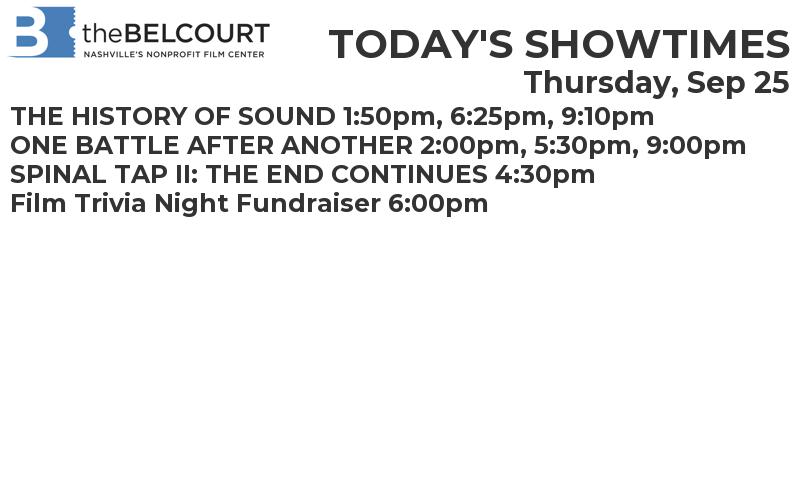 B theBELCOURT
NASHVILLE'S NONPROFIT FILM CENTER
TODAY'S SHOWTIMES
Thursday, Sep 25
THE HISTORY OF SOUND 1:50pm, 6:25pm, 9:10pm
ONE BATTLE AFTER ANOTHER 2:00pm, 5:30pm, 9:00pm
SPINAL TAP II: THE END CONTINUES 4:30pm
Film Trivia Night Fundraiser 6:00pm